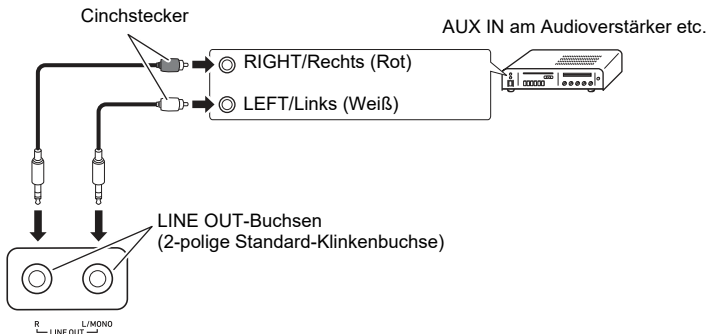 Cinchstecker
AUX IN am Audioverstärker etc.
RIGHT/Rechts (Rot)
LEFT/Links (Weiß)
LINE OUT-Buchsen
(2-polige Standard-Klinkenbuchse)
R L/MONO
LINE OUT